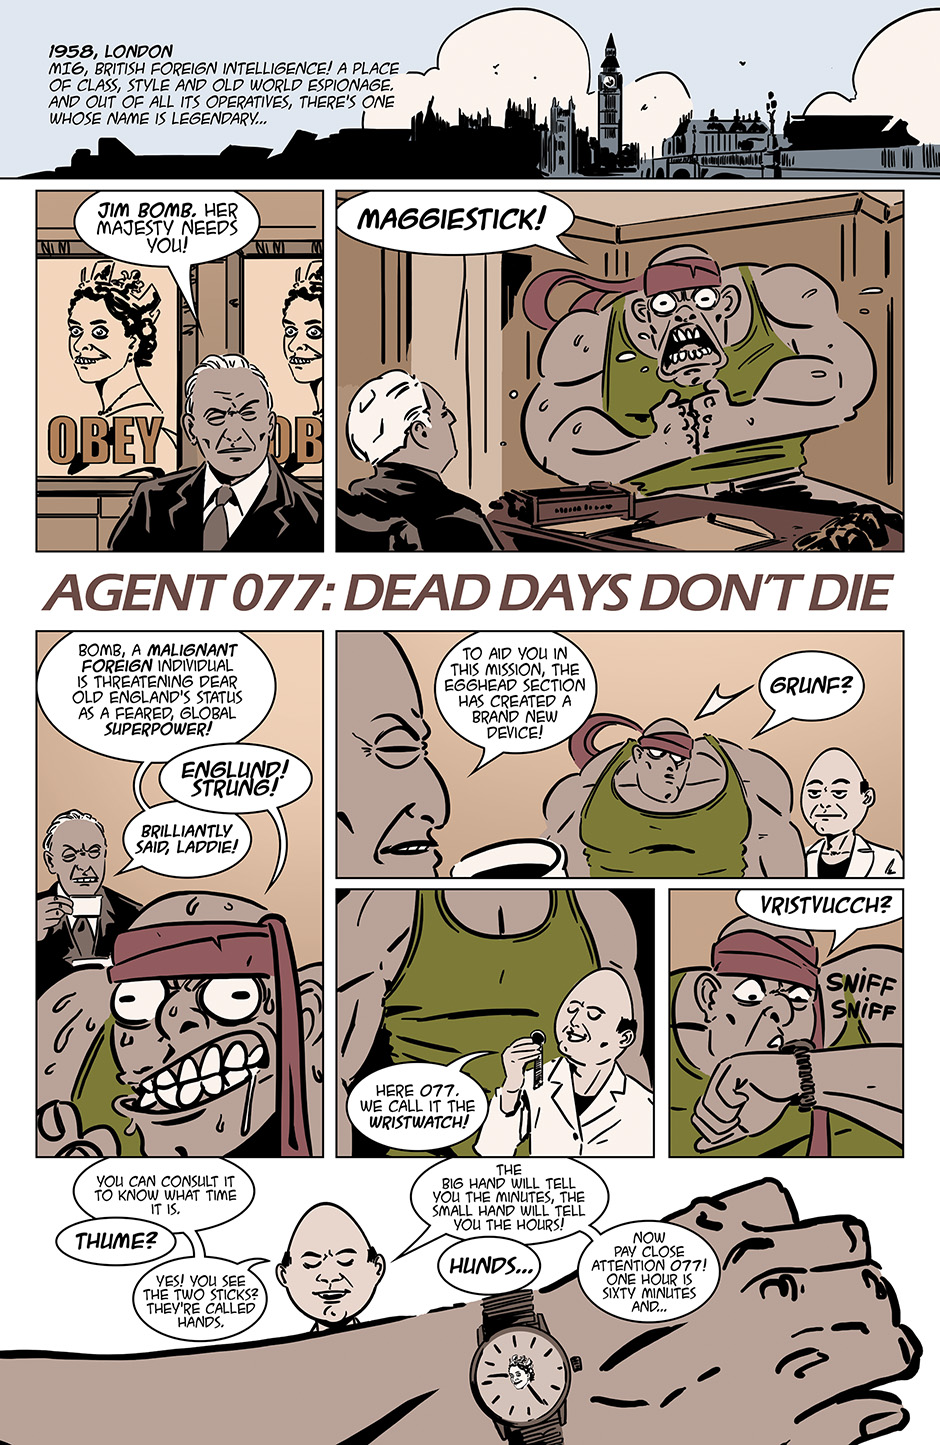 1958, LONDON
MI6, BRITISH FOREIGN INTELLIGENCE! A PLACE
OF CLASS, STYLE AND OLD WORLD ESPIONAGE.
AND OUT OF ALL ITS OPERATIVES, THERE'S ONE
WHOSE NAME IS LEGENDARY...
JIM BOMB. HER
MAJESTY NEEDS
YOU!
OBEY
OB
MAGGIESTICK!
AGENT 077: DEAD DAYS DON'T DIE
BOMB, A MALIGNANT
FOREIGN INDIVIDUAL
IS THREATENING DEAR
OLD ENGLAND'S STATUS
AS A FEARED, GLOBAL
SUPERPOWER!
ENGLUND!
STRUNG!
BRILLIANTLY
SAID, LADDIE!
TO AID YOU IN
THIS MISSION, THE
EGGHEAD SECTION
HAS CREATED A
BRAND NEW
DEVICE!
GRUNF?
HERE 077.
WE CALL IT THE
WRISTWATCH!
VRISTVUCCH?
SNIFF
SNIFF
YOU CAN CONSULT IT
TO KNOW WHAT TIME
IT IS.
THUME?
YES! YOU SEE
THE TWO STICKS?
THEY'RE CALLED
HANDS.
THE
BIG HAND WILL TELL
YOU THE MINUTES, THE
SMALL HAND WILL TELL
YOU THE HOURS!
HUNDS...
NOW
PAY CLOSE
ATTENTION 077!
ONE HOUR IS
SIXTY MINUTES
AND...